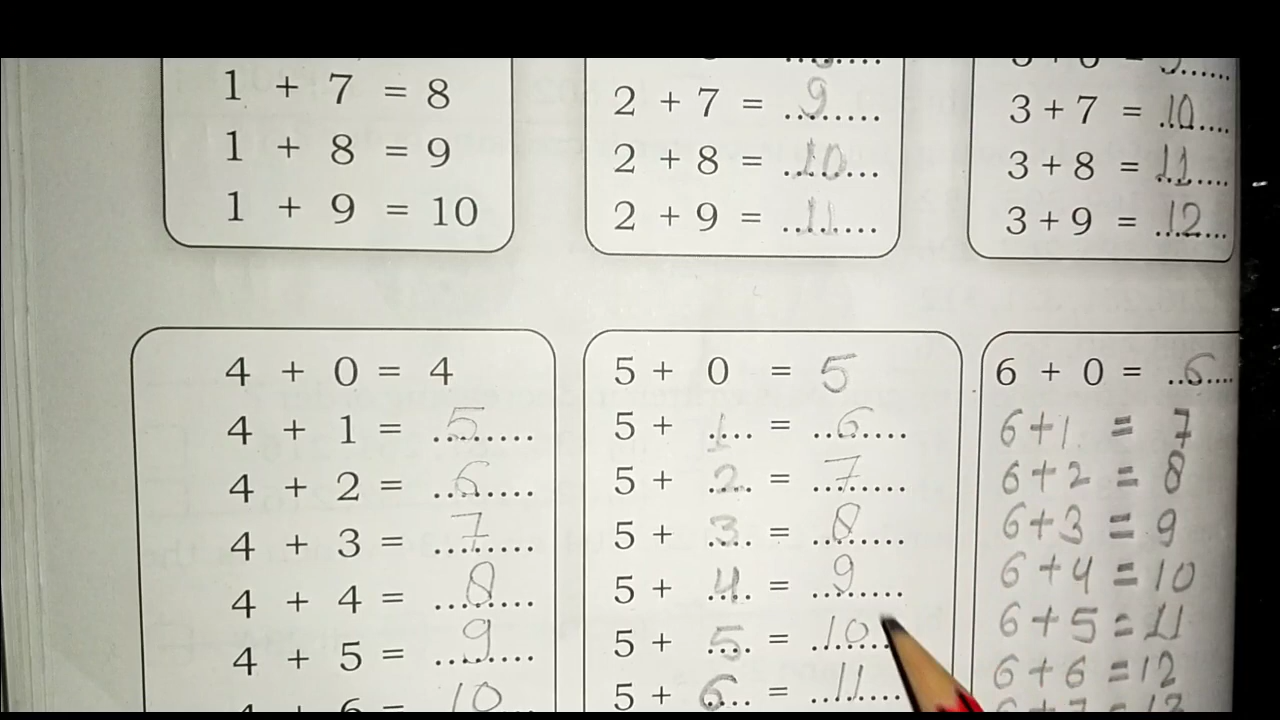 1 + 7 = 8
1 + 8 = 9
1 + 9 = 10
2 + 7 = 9
2 + 8 = 10
2 + 9 = 11
3 + 7 = 10
3 + 8 = 11
3 + 9 = 12
4 + 0 = 4
4 + 1 = 5
4 + 2 = 6
4 + 3 = 7
4 + 4 = 8
4 + 5 = 9
4 + 6 = 10
5 + 0 = 5
5 + 1 = 6
5 + 2 = 7
5 + 3 = 8
5 + 4 = 9
5 + 5 = 10
5 + 6 = 11
6 + 0 = 6
6+1 = 7
6+2 = 8
6+3 = 9
6+4 = 10
6+5 = 11
6+6 = 12